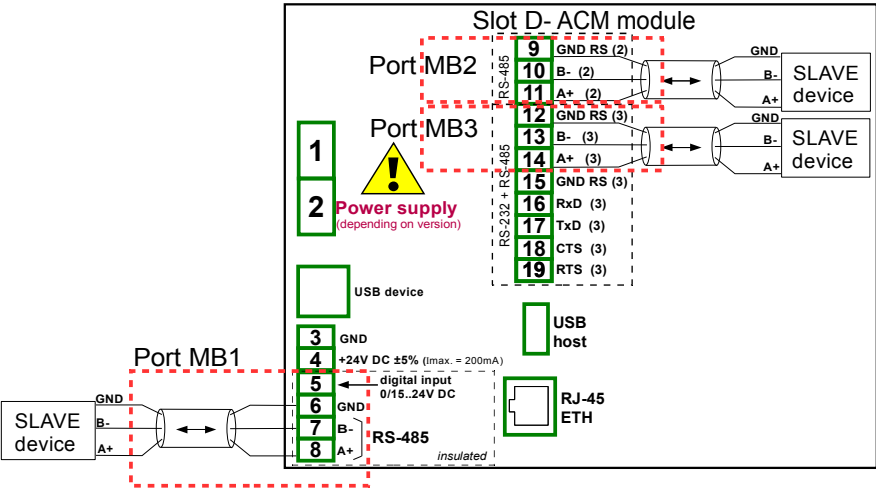 Slot D- ACM module
Port MB2
RS-485
9 GND RS (2)
10 B- (2)
11 A+ (2)
GND
B-
A+
SLAVE
device
Port MB3
RS-232 + RS-485
12 GND RS (3)
13 B- (3)
14 A+ (3)
15 GND RS (3)
16 RxD (3)
17 TxD (3)
18 CTS (3)
19 RTS (3)
GND
B-
A+
SLAVE
device
1
2
!
Power supply
(depending on version)
USB device
USB
host
3 GND
4 +24V DC ±5% (Imax. = 200mA)
Port MB1
5 digital input
0/15..24V DC
6 GND
7 B-
8 A+
RS-485
insulated
RJ-45
ETH
GND
B-
A+
SLAVE
device